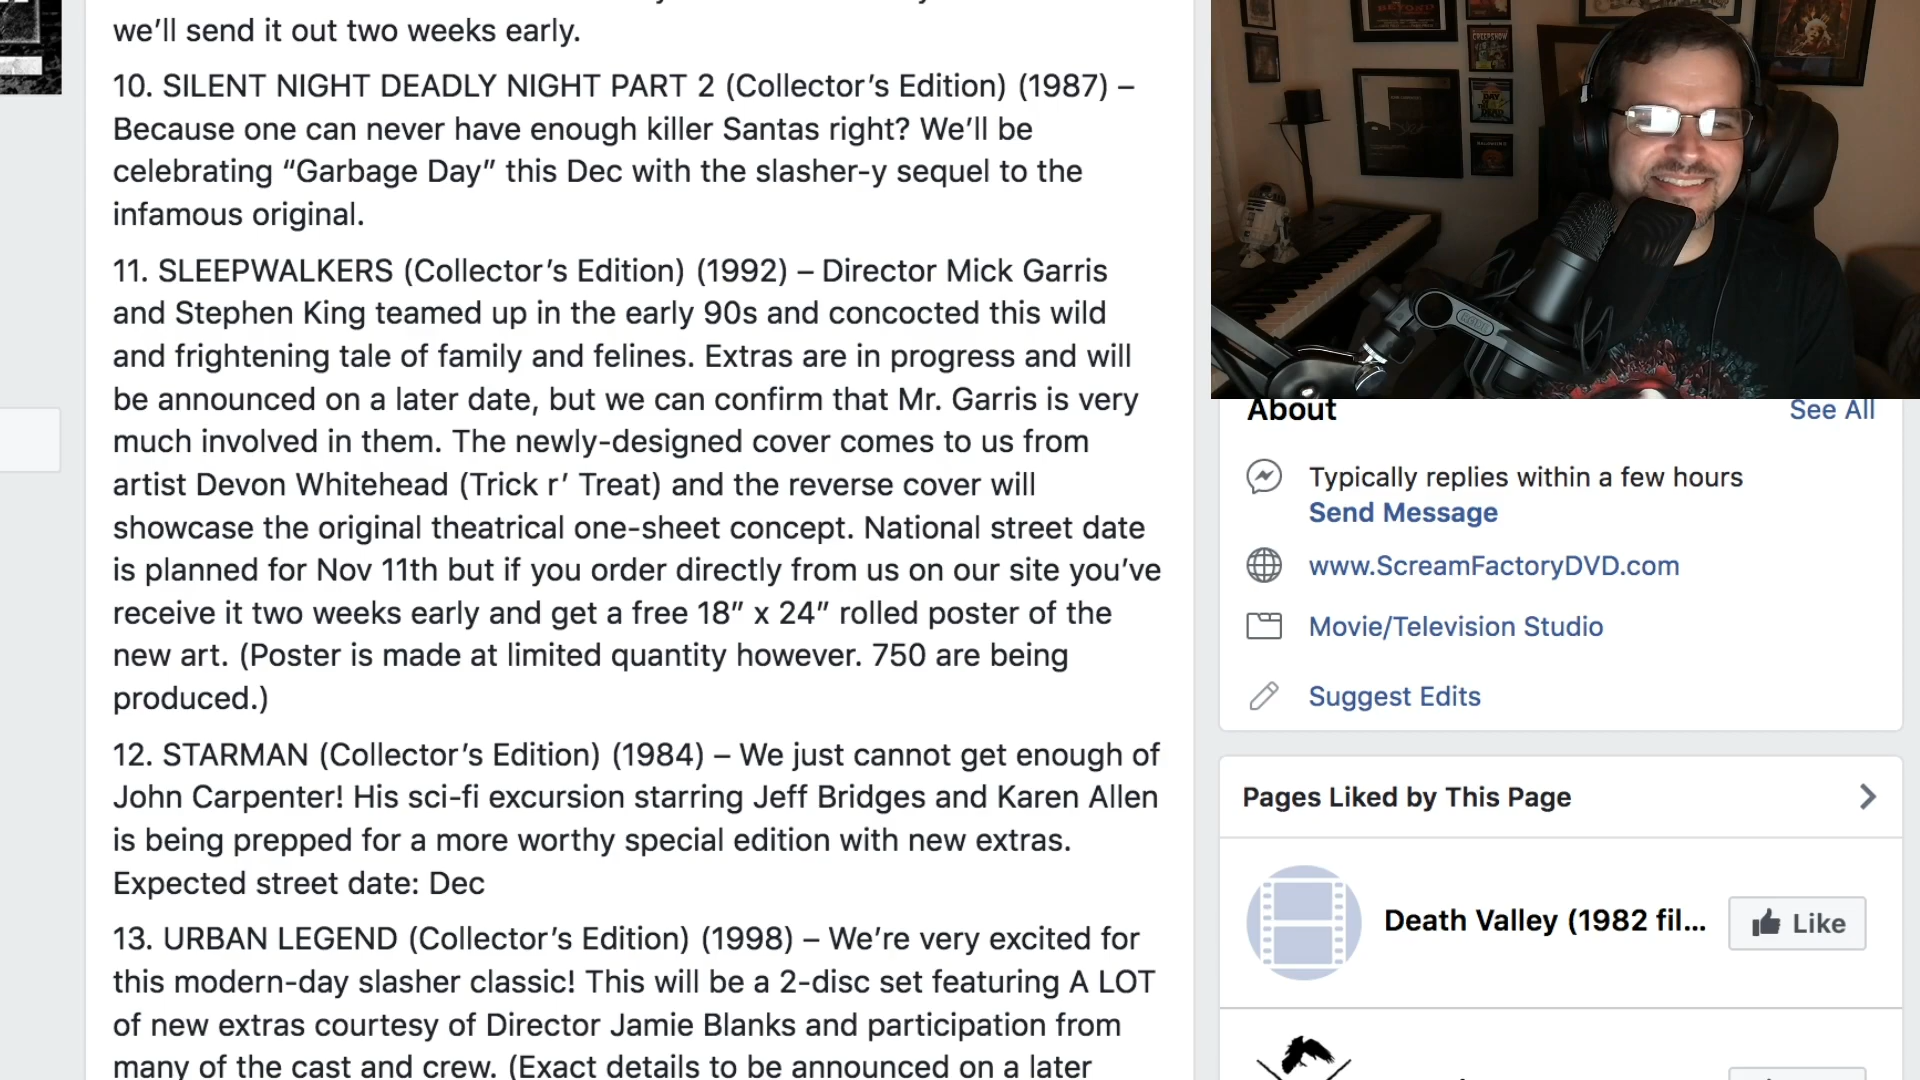 we’ll send it out two weeks early.
10. SILENT NIGHT DEADLY NIGHT PART 2 (Collector’s Edition) (1987) –
Because one can never have enough killer Santas right? We’ll be
celebrating “Garbage Day” this Dec with the slasher-y sequel to the
infamous original.
11. SLEEPWALKERS (Collector’s Edition) (1992) – Director Mick Garris
and Stephen King teamed up in the early 90s and concocted this wild
and frightening tale of family and felines. Extras are in progress and will
be announced on a later date, but we can confirm that Mr. Garris is very
much involved in them. The newly-designed cover comes to us from
artist Devon Whitehead (Trick r’ Treat) and the reverse cover will
showcase the original theatrical one-sheet concept. National street date
is planned for Nov 11th but if you order directly from us on our site you’ve
receive it two weeks early and get a free 18” x 24” rolled poster of the
new art. (Poster is made at limited quantity however. 750 are being
produced.)
12. STARMAN (Collector’s Edition) (1984) – We just cannot get enough of
John Carpenter! His sci-fi excursion starring Jeff Bridges and Karen Allen
is being prepped for a more worthy special edition with new extras.
Expected street date: Dec
13. URBAN LEGEND (Collector’s Edition) (1998) – We’re very excited for
this modern-day slasher classic! This will be a 2-disc set featuring A LOT
of new extras courtesy of Director Jamie Blanks and participation from
many of the cast and crew. (Exact details to be announced on a later
BEYOND
CREEPSHOW
DAY
DEAD
RODE
About
See All
Typically replies within a few hours
Send Message
www.ScreamFactoryDVD.com
Movie/Television Studio
Suggest Edits
Pages Liked by This Page
Death Valley (1982 fil...
Like